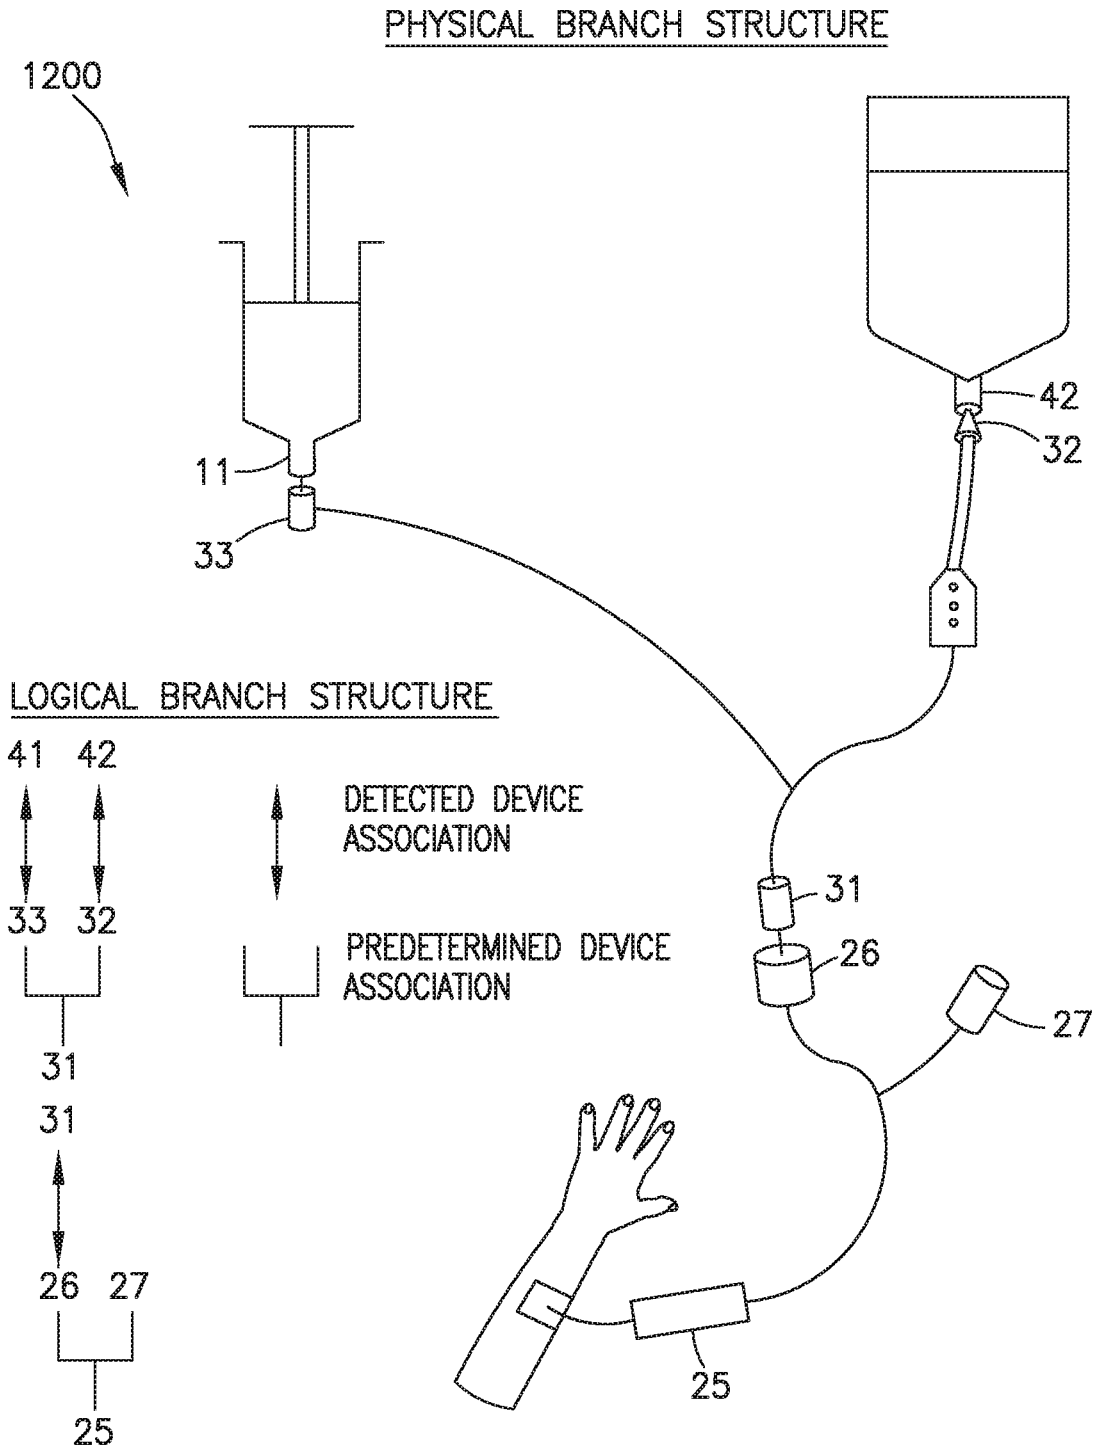 PHYSICAL BRANCH STRUCTURE
1200
42
32
11
33
LOGICAL BRANCH STRUCTURE
41 42
DETECTED DEVICE
ASSOCIATION
33 32
PREDETERMINED DEVICE
ASSOCIATION
31
31
26 27
25
31
26
27
25